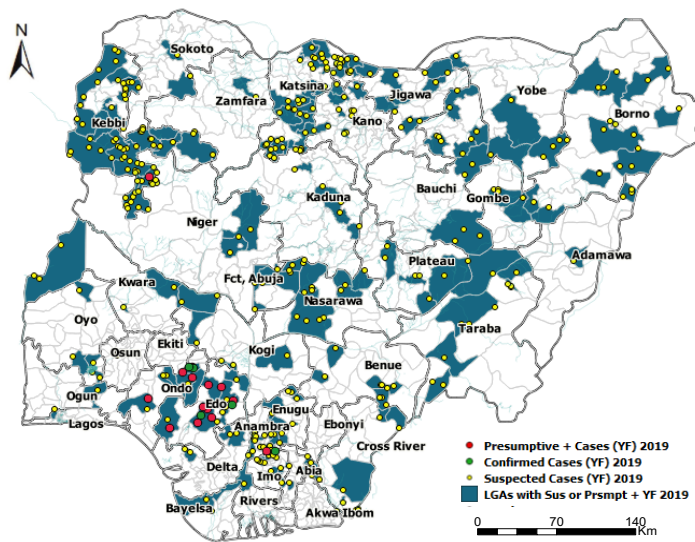 N
Sokoto
Katsina
Zamfara
Jigawa
Yobe
Borno
Kebbi
Kano
Kaduna
Bauchi
Gombe
Niger
Adamawa
Plateau
Kwara
Fct, Abuja
Nasarawa
Oyo
Taraba
Ekiti
Osun
Kogi
Benue
Ondo
Ogun
Edo
Enugu
Lagos
Anambra
Ebonyi
Cross River
Delta
Imo
Abia
Bayelsa
Rivers
Akwa Ibom
Presumptive + Cases (YF) 2019
Confirmed Cases (YF) 2019
Suspected Cases (YF) 2019
LGAs with Sus or Prsmpt + YF 2019
0 70 140
Km